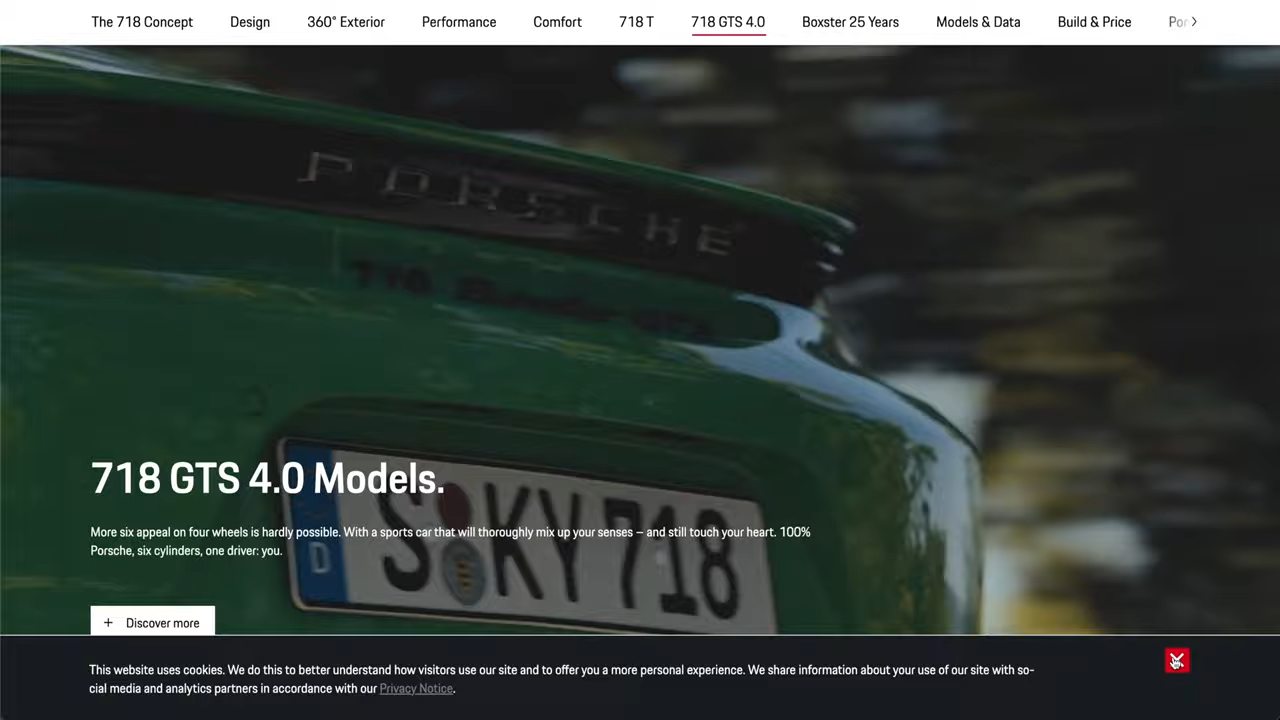 The 718 Concept Design 360° Exterior Performance Comfort 718 T 718 GTS 4.0 Boxster 25 Years Models & Data Build & Price Por
PORSCHE
718 Boxster GTS
718 GTS 4.0 Models.
S KY 718
D
More six appeal on four wheels is hardly possible. With a sports car that will thoroughly mix up your senses – and still touch your heart. 100%
Porsche, six cylinders, one driver: you.
+ Discover more
This website uses cookies. We do this to better understand how visitors use our site and to offer you a more personal experience. We share information about your use of our site with so-
cial media and analytics partners in accordance with our Privacy Notice.